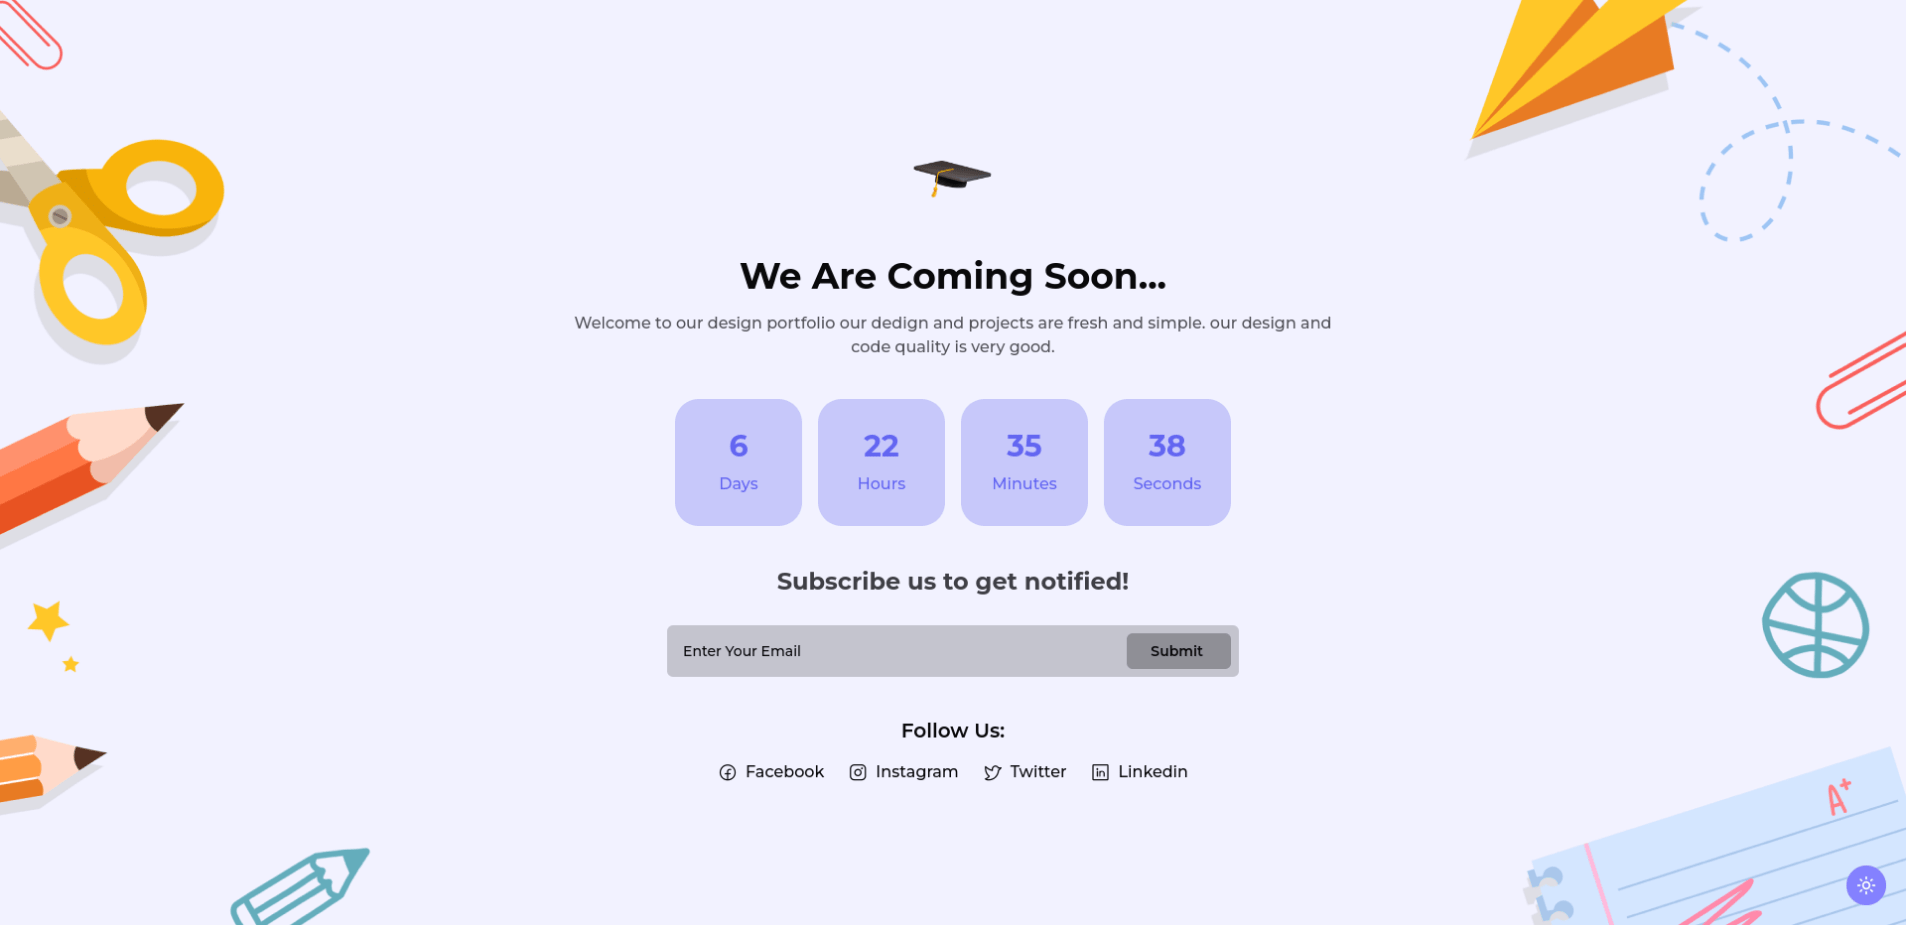 We Are Coming Soon...
Welcome to our design portfolio our dedign and projects are fresh and simple. our design and
code quality is very good.
6 22 35 38
Days Hours Minutes Seconds
Subscribe us to get notified!
Enter Your Email Submit
Follow Us:
Facebook Instagram Twitter Linkedin
A+